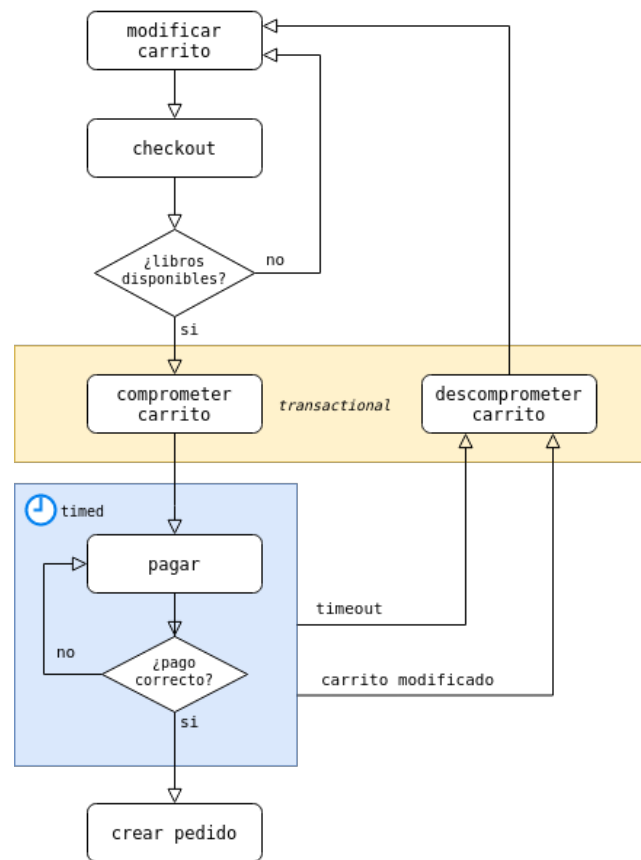 modificar
carrito
checkout
¿libros
disponibles?
no
si
comprometer
carrito
transactional
descomprometer
carrito
timed
pagar
timeout
no
¿pago
correcto?
carrito modificado
si
crear pedido